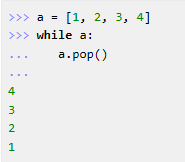 >>> a = [1, 2, 3, 4]
>>> while a:
...    a.pop()
...
4
3
2
1